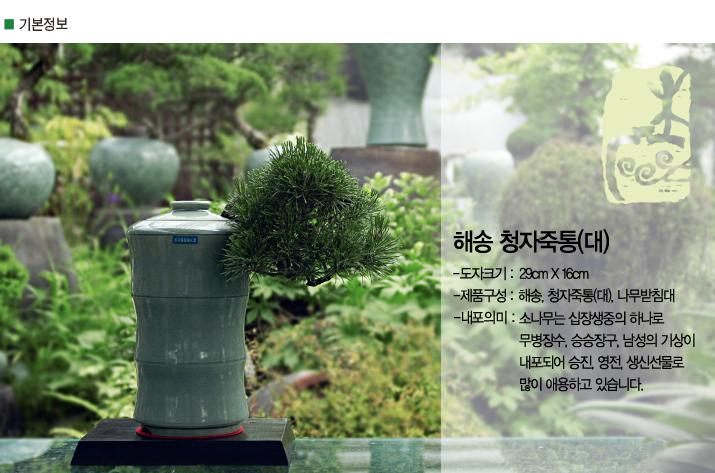 기본정보
해송 청자죽통(대)
-도자크기 : 29cm X 16cm
-제품구성 : 해송, 청자죽통(대), 나무받침대
-내포의미 : 소나무는 십장생중의 하나로
무병장수, 승승장구, 남성의 기상이
내포되어 승진, 영전, 생신선물로
많이 애용하고 있습니다.